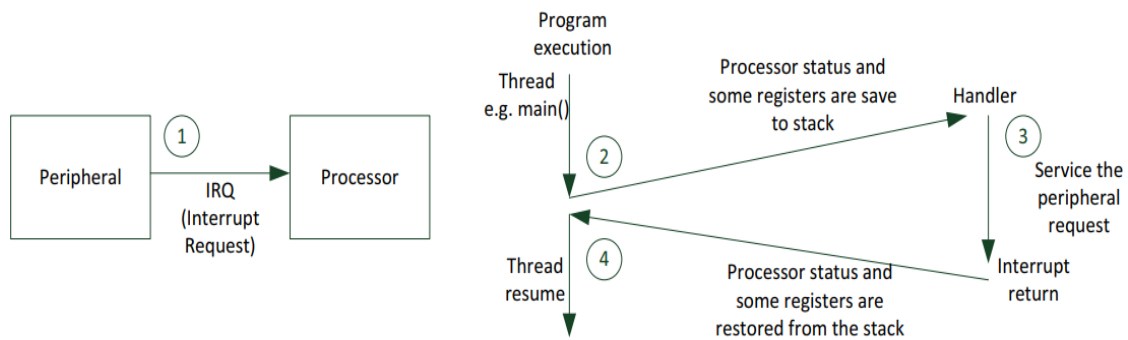 Peripheral
1
IRQ
(Interrupt
Request)
Processor
Program
execution
Thread
e.g. main()
2
Processor status and
some registers are save
to stack
Handler
3
Service the
peripheral
request
Interrupt
return
4
Processor status and
some registers are
restored from the stack
Thread
resume